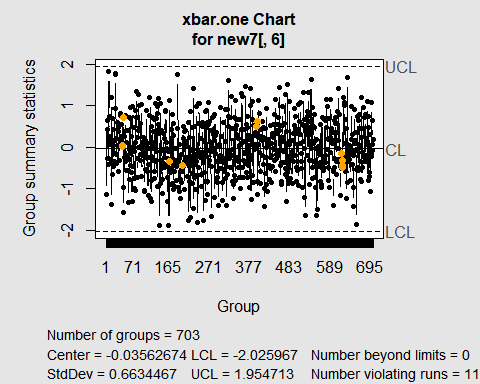 xbar.one Chart
for new7[, 6]
Group summary statistics
2
1
0
-1
-2
UCL
CL
LCL
1 71 165 271 377 483 589 695
Group
Number of groups = 703
Center = -0.03562674 LCL = -2.025967 Number beyond limits = 0
StdDev = 0.6634467 UCL = 1.954713 Number violating runs = 11